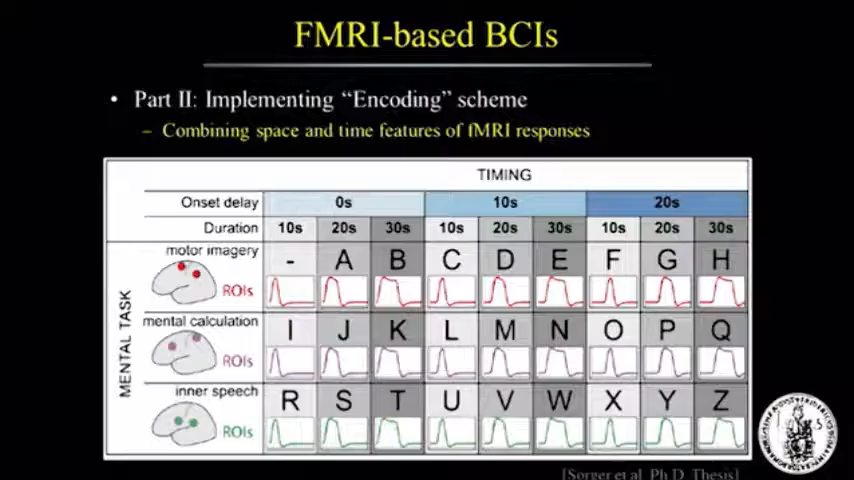 FMRI-based BCIs
• Part II: Implementing “Encoding” scheme
– Combining space and time features of fMRI responses
TIMING
Onset delay 0s 10s 20s
Duration 10s 20s 30s 10s 20s 30s 10s 20s 30s
MENTAL TASK
motor imagery - A B C D E F G H
ROIs
mental calculation I J K L M N O P Q
ROIs
inner speech R S T U V W X Y Z
ROIs
[Sorger et al. Ph.D. Thesis]